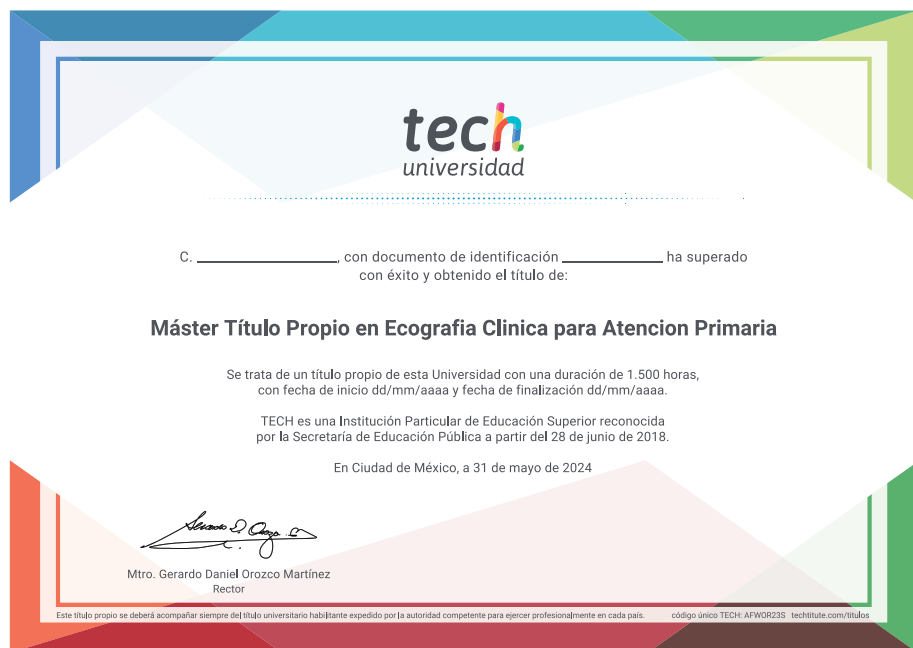 tech
universidad
C. ____________, con documento de identificación ____________ ha superado
con éxito y obtenido el título de:
Máster Título Propio en Ecografia Clinica para Atencion Primaria
Se trata de un título propio de esta Universidad con una duración de 1.500 horas,
con fecha de inicio dd/mm/aaaa y fecha de finalización dd/mm/aaaa.
TECH es una Institución Particular de Educación Superior reconocida
por la Secretaría de Educación Pública a partir del 28 de junio de 2018.
En Ciudad de México, a 31 de mayo de 2024
Mtro. Gerardo Daniel Orozco Martínez
Rector
Este título propio se deberá acompañar siempre del título universitario habilitante expedido por la autoridad competente para ejercer profesionalmente en cada país. código único TECH: AFWOR23S techtitute.com/titulos